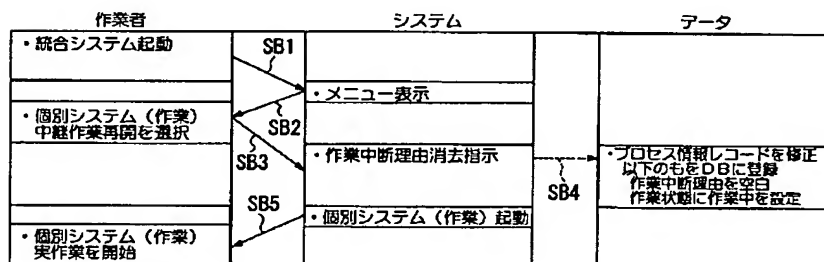 作業者
システム
データ
・統合システム起動
SB1
・メニュー表示
SB2
・個別システム（作業）
中継作業再開を選択
SB3
・作業中断理由消去指示
SB4
・プロセス情報レコードを修正
以下のもをＤＢに登録
作業中断理由を空白
作業状態に作業中を設定
SB5
・個別システム（作業）起動
・個別システム（作業）
実作業を開始